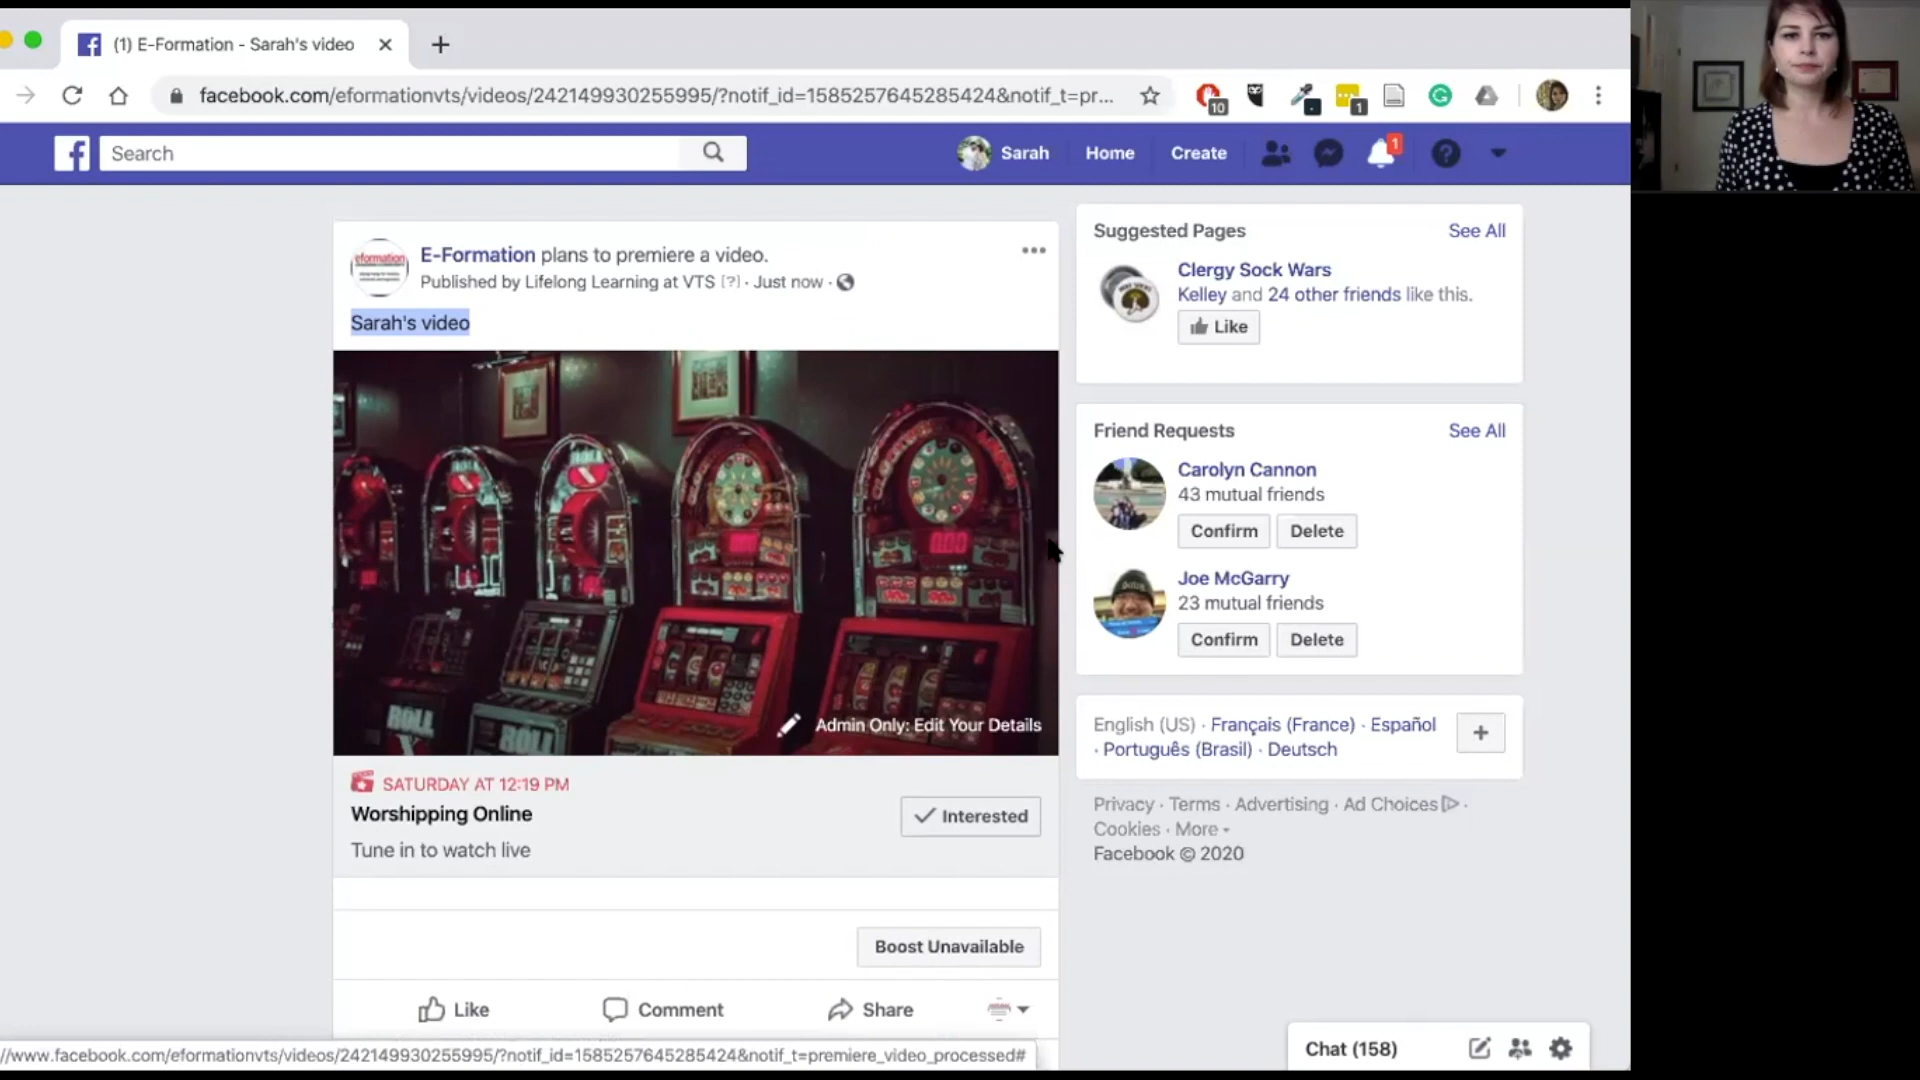 (1) E-Formation - Sarah's video
facebook.com/eformationvts/videos/242149930255995/?notif_id=1585257645285424&notif_t=pr...
10
1
Search
Sarah
Home
Create
1
E-Formation plans to premiere a video.
Published by Lifelong Learning at VTS [?] · Just now ·
Sarah's video
eformation
ROLL
ROLL
Admin Only: Edit Your Details
SATURDAY AT 12:19 PM
Worshipping Online
Tune in to watch live
Interested
Boost Unavailable
Like
Comment
Share
//www.facebook.com/eformationvts/videos/242149930255995/?notif_id=1585257645285424&notif_t=premiere_video_processed#
Suggested Pages
See All
Clergy Sock Wars
Kelley and 24 other friends like this.
Like
Friend Requests
See All
Carolyn Cannon
43 mutual friends
Confirm
Delete
Joe McGarry
23 mutual friends
Confirm
Delete
English (US) · Français (France) · Español
· Português (Brasil) · Deutsch
Privacy · Terms · Advertising · Ad Choices ·
Cookies · More
Facebook © 2020
Chat (158)